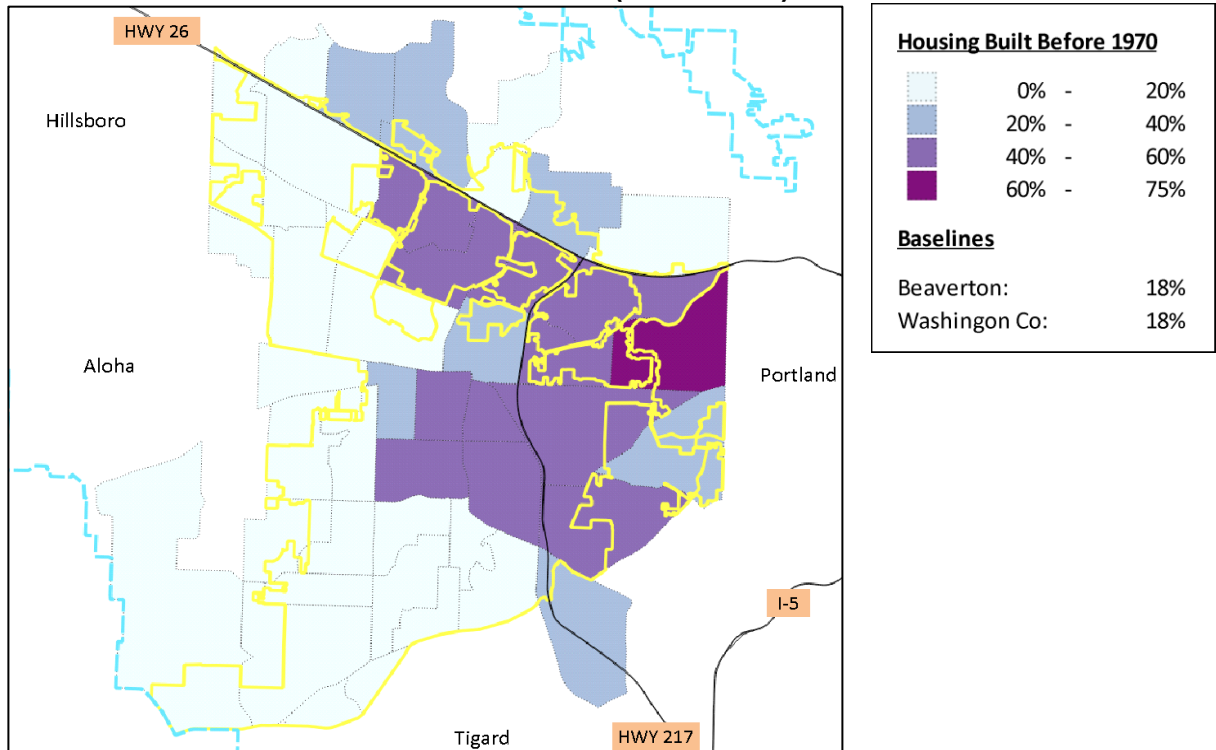 HWY 26
Hillsboro
Aloha
Portland
I-5
Tigard
HWY 217
Housing Built Before 1970
0% - 20%
20% - 40%
40% - 60%
60% - 75%
Baselines
Beaverton: 18%
Washingon Co: 18%